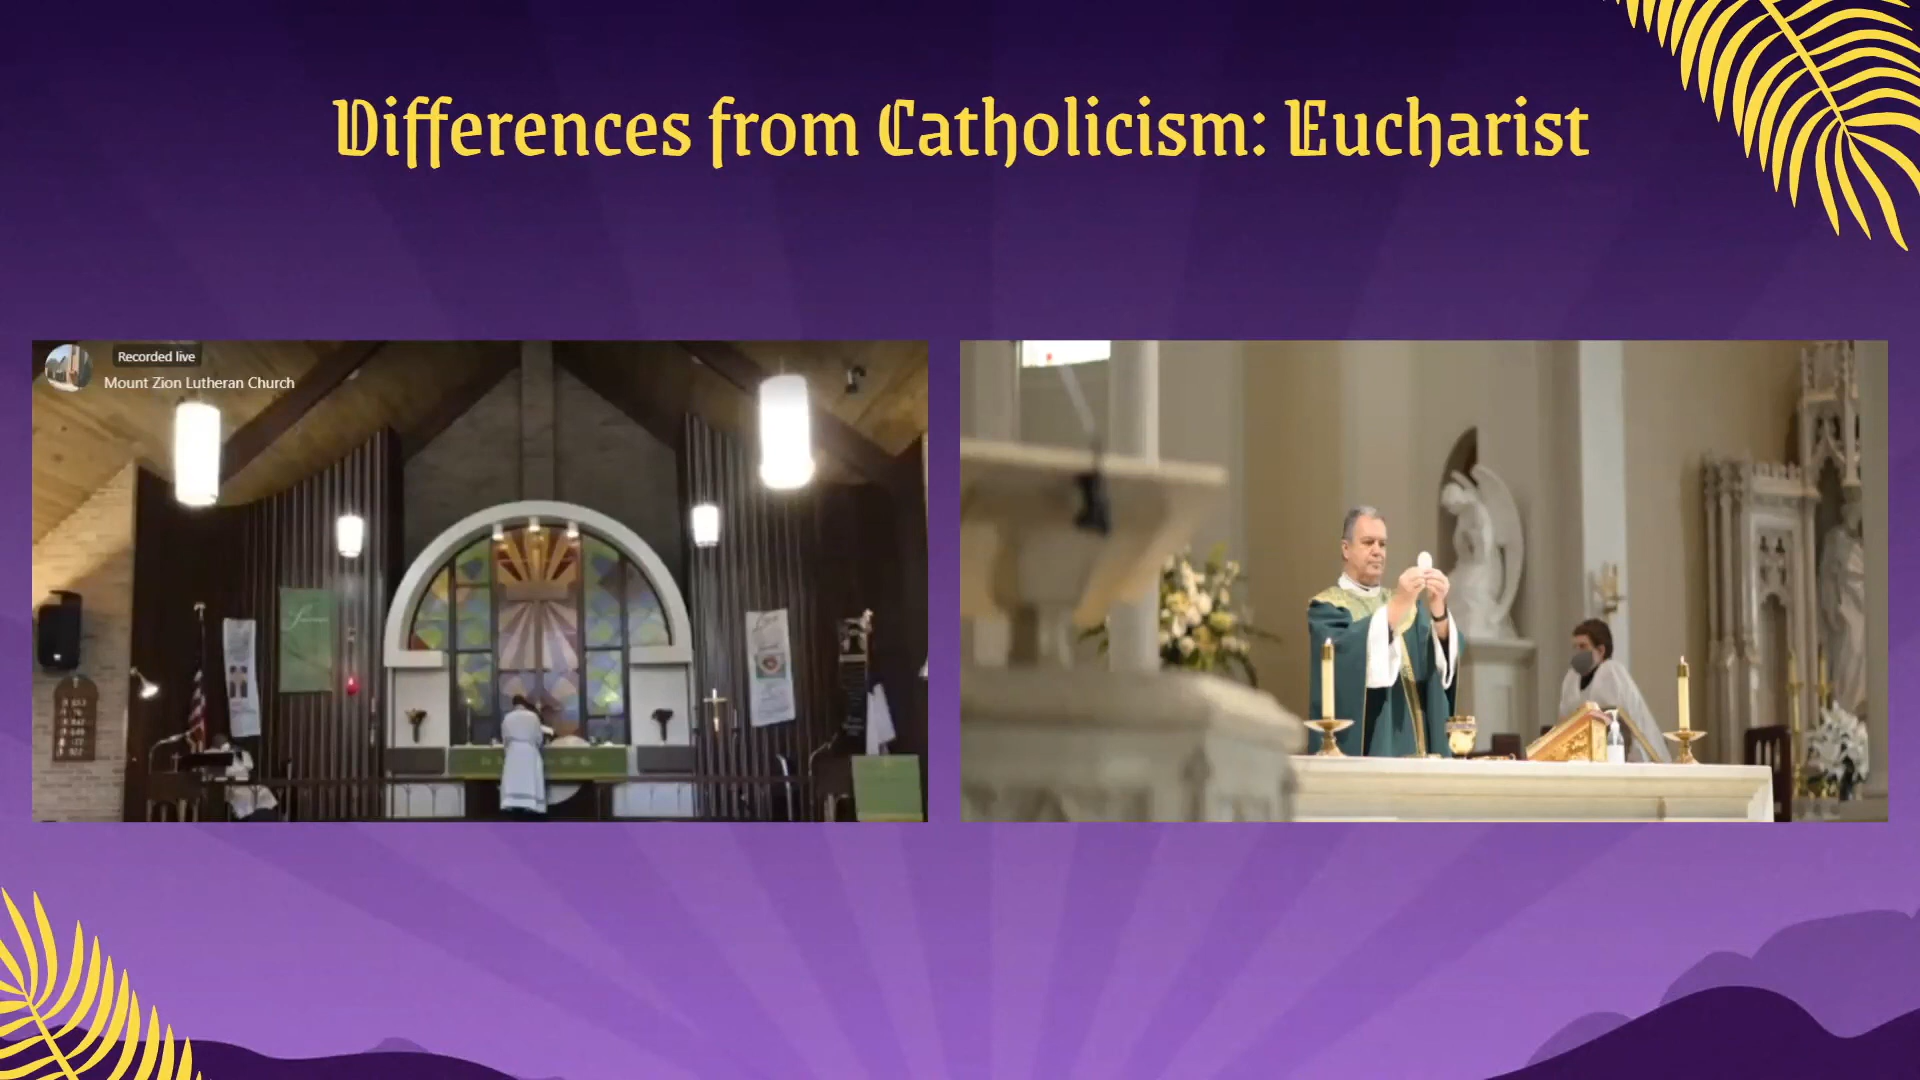 Differences from Catholicism: Eucharist
Recorded live
Mount Zion Lutheran Church